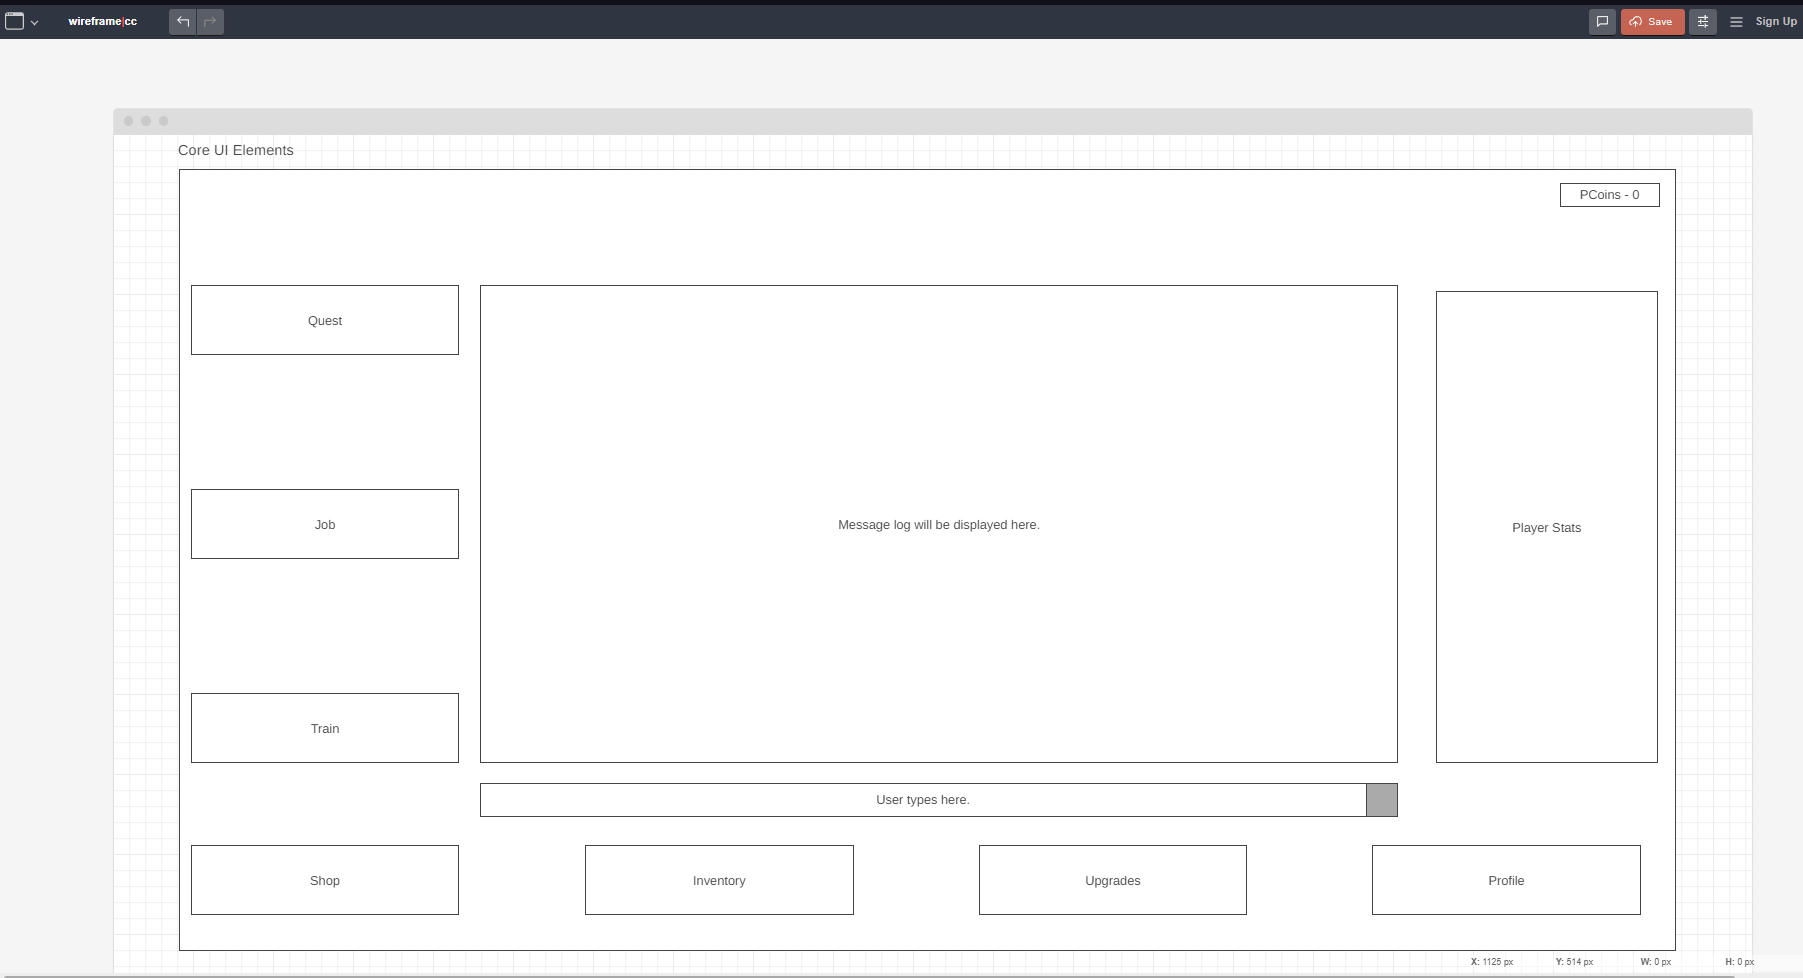 wireframe|cc
Save
Sign Up
Core UI Elements
PCoins - 0
Quest
Job
Message log will be displayed here.
Player Stats
Train
User types here.
Shop
Inventory
Upgrades
Profile
X: 1125 px Y: 514 px W: 0 px H: 0 px